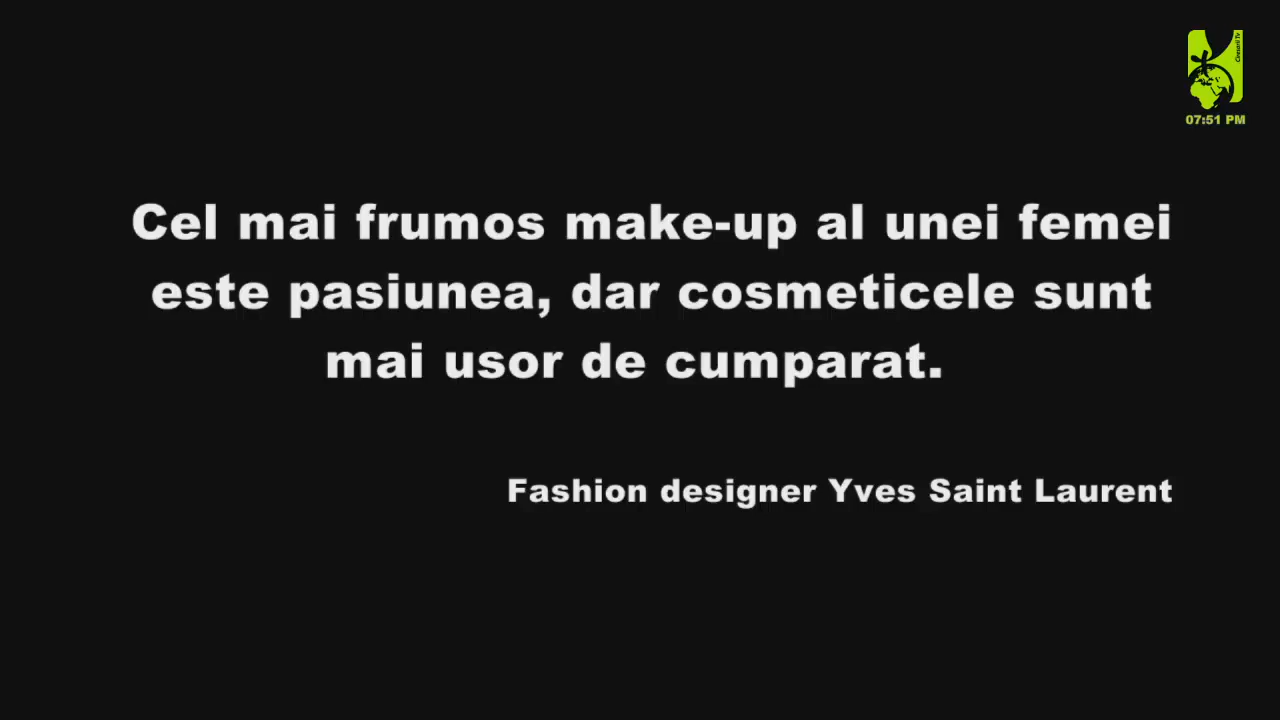 07:51 PM
Cel mai frumos make-up al unei femei
este pasiunea, dar cosmeticele sunt
mai usor de cumparat.
Fashion designer Yves Saint Laurent